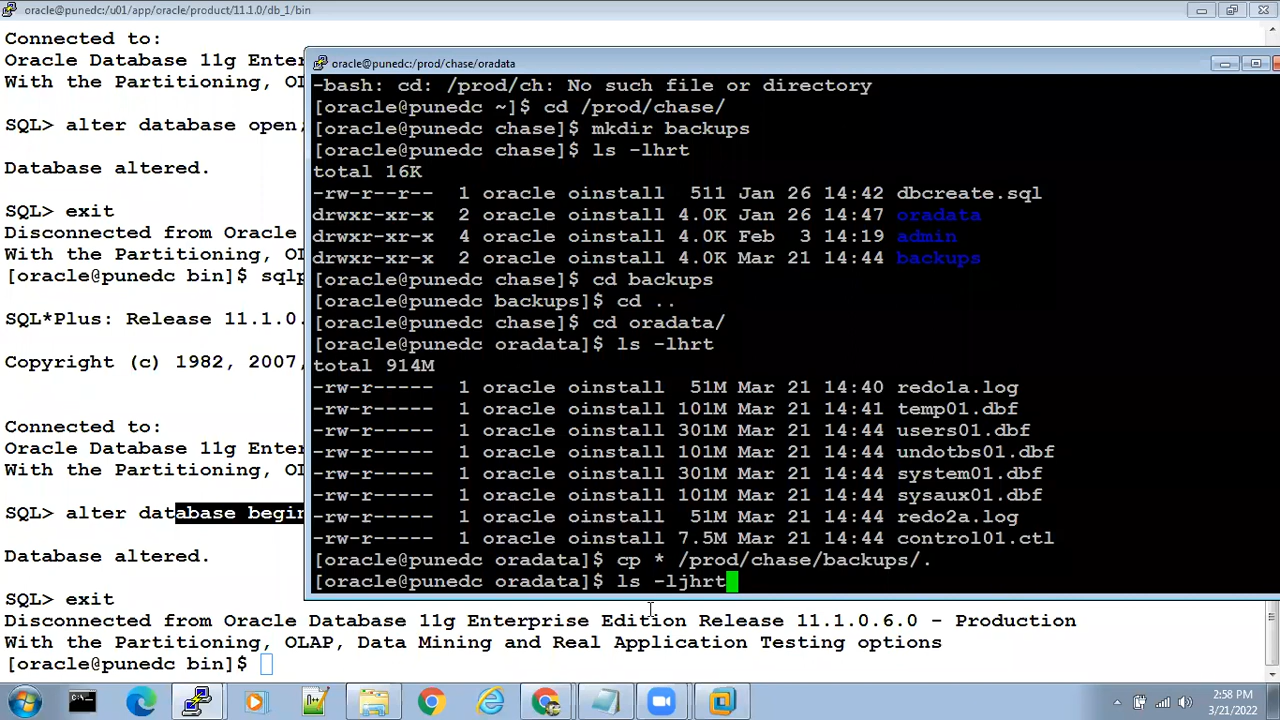 oracle@punedc:/u01/app/oracle/product/11.1.0/db_1/bin
Connected to:
Oracle Database 11g Enter
With the Partitioning, OL
SQL> alter database open;
Database altered.
SQL> exit
Disconnected from Oracle
With the Partitioning, OL
[oracle@punedc bin]$ sqlp
SQL*Plus: Release 11.1.0.
Copyright (c) 1982, 2007,
Connected to:
Oracle Database 11g Enter
With the Partitioning, OL
SQL> alter database begin
Database altered.
SQL> exit
Disconnected from Oracle Database 11g Enterprise Edition Release 11.1.0.6.0 - Production
With the Partitioning, OLAP, Data Mining and Real Application Testing options
[oracle@punedc bin]$
oracle@punedc:/prod/chase/oradata
-bash: cd: /prod/ch: No such file or directory
[oracle@punedc ~]$ cd /prod/chase/
[oracle@punedc chase]$ mkdir backups
[oracle@punedc chase]$ ls -lhrt
total 16K
-rw-r--r-- 1 oracle oinstall 511 Jan 26 14:42 dbcreate.sql
drwxr-xr-x 2 oracle oinstall 4.0K Jan 26 14:47 oradata
drwxr-xr-x 4 oracle oinstall 4.0K Feb 3 14:19 admin
drwxr-xr-x 2 oracle oinstall 4.0K Mar 21 14:44 backups
[oracle@punedc chase]$ cd backups
[oracle@punedc backups]$ cd ..
[oracle@punedc chase]$ cd oradata/
[oracle@punedc oradata]$ ls -lhrt
total 914M
-rw-r----- 1 oracle oinstall 51M Mar 21 14:40 redo1a.log
-rw-r----- 1 oracle oinstall 101M Mar 21 14:41 temp01.dbf
-rw-r----- 1 oracle oinstall 301M Mar 21 14:44 users01.dbf
-rw-r----- 1 oracle oinstall 101M Mar 21 14:44 undotbs01.dbf
-rw-r----- 1 oracle oinstall 301M Mar 21 14:44 system01.dbf
-rw-r----- 1 oracle oinstall 101M Mar 21 14:44 sysaux01.dbf
-rw-r----- 1 oracle oinstall 51M Mar 21 14:44 redo2a.log
-rw-r----- 1 oracle oinstall 7.5M Mar 21 14:44 control01.ctl
[oracle@punedc oradata]$ cp * /prod/chase/backups/.
[oracle@punedc oradata]$ ls -ljhrt
2:58 PM
3/21/2022